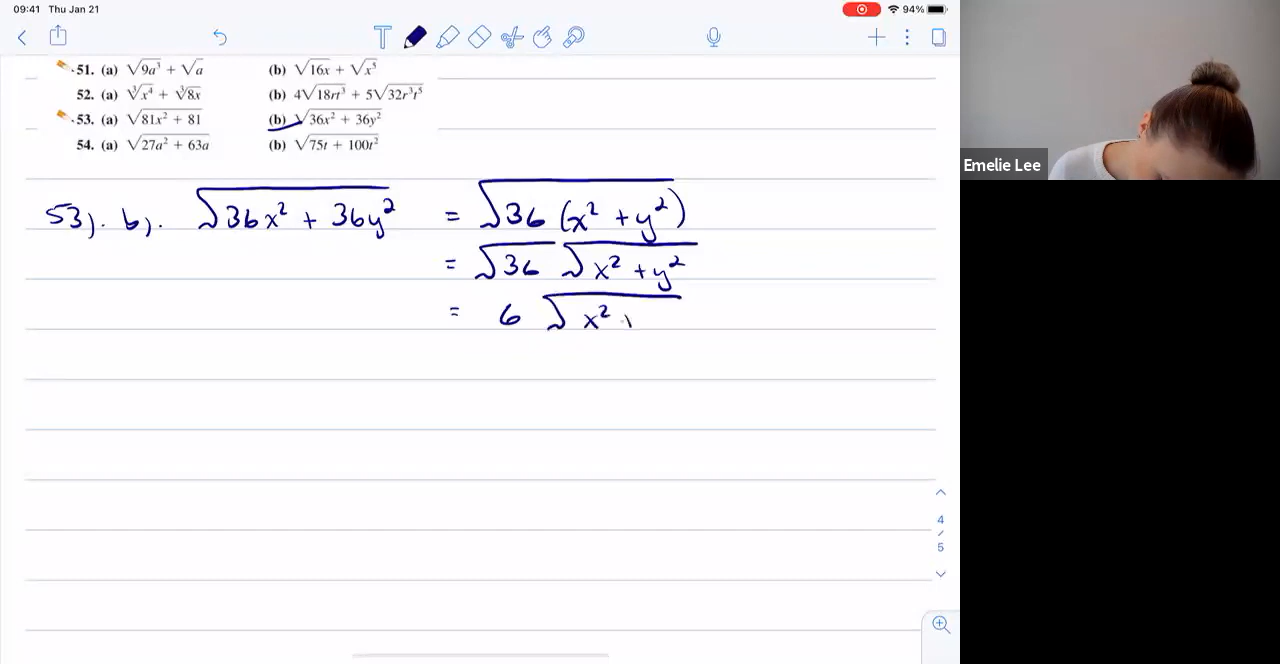 09:41 Thu Jan 21
94%
T
51. (a) √9a³ + √a (b) √16x + √x⁵
52. (a) ∛x⁴ + ∛8x (b) 4√18rt³ + 5√32r³t⁵
53. (a) √81x² + 81 (b) √36x² + 36y²
54. (a) √27a² + 63a (b) √75t + 100t²
Emelie Lee
53). b). √36x² + 36y² = √36 (x² + y²)
= √36 √x² + y²
= 6 √x²
4
/
5